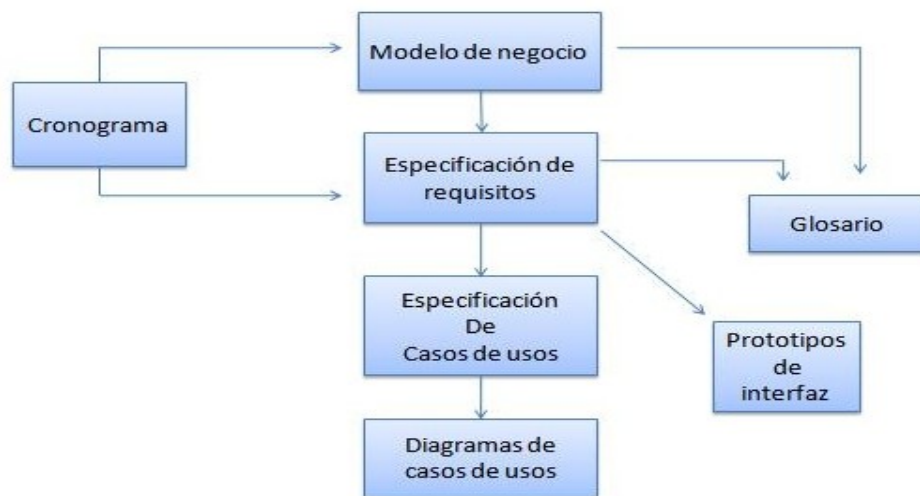 Modelo de negocio
Cronograma
Especificación de
requisitos
Glosario
Especificación
De
Casos de usos
Prototipos
de
interfaz
Diagramas de
casos de usos